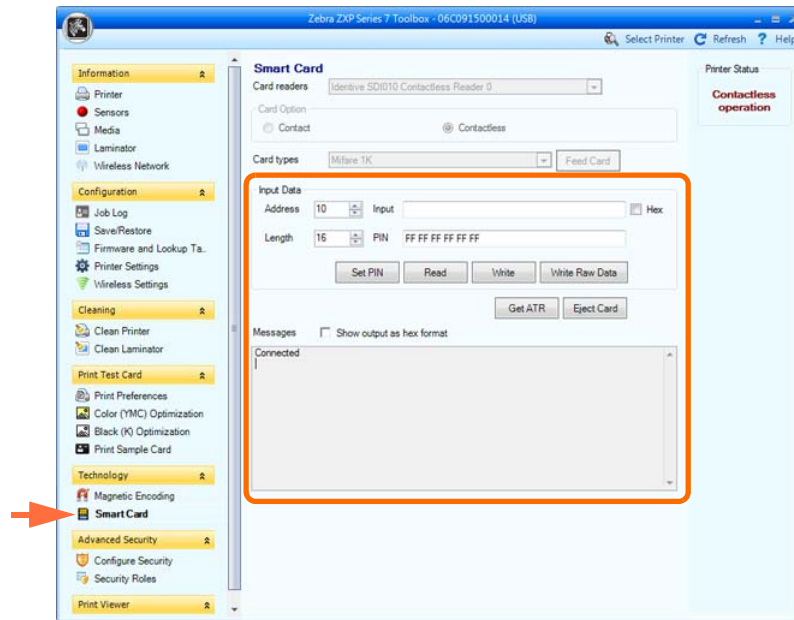 Zebra ZXP Series 7 Toolbox - 06C091500014 (USB)
Select Printer Refresh ? Help
Information
Printer
Sensors
Media
Laminator
Wireless Network
Configuration
Job Log
Save/Restore
Firmware and Lookup Ta..
Printer Settings
Wireless Settings
Cleaning
Clean Printer
Clean Laminator
Print Test Card
Print Preferences
Color (YMC) Optimization
Black (K) Optimization
Print Sample Card
Technology
Magnetic Encoding
Smart Card
Advanced Security
Configure Security
Security Roles
Print Viewer
Smart Card
Card readers Identive SDI010 Contactless Reader 0
Card Option
Contact Contactless
Card types Mifare 1K Feed Card
Input Data
Address 10 Input Hex
Length 16 PIN FF FF FF FF FF FF
Set PIN Read Write Write Raw Data
Get ATR Eject Card
Messages Show output as hex format
Connected
Printer Status
Contactless
operation